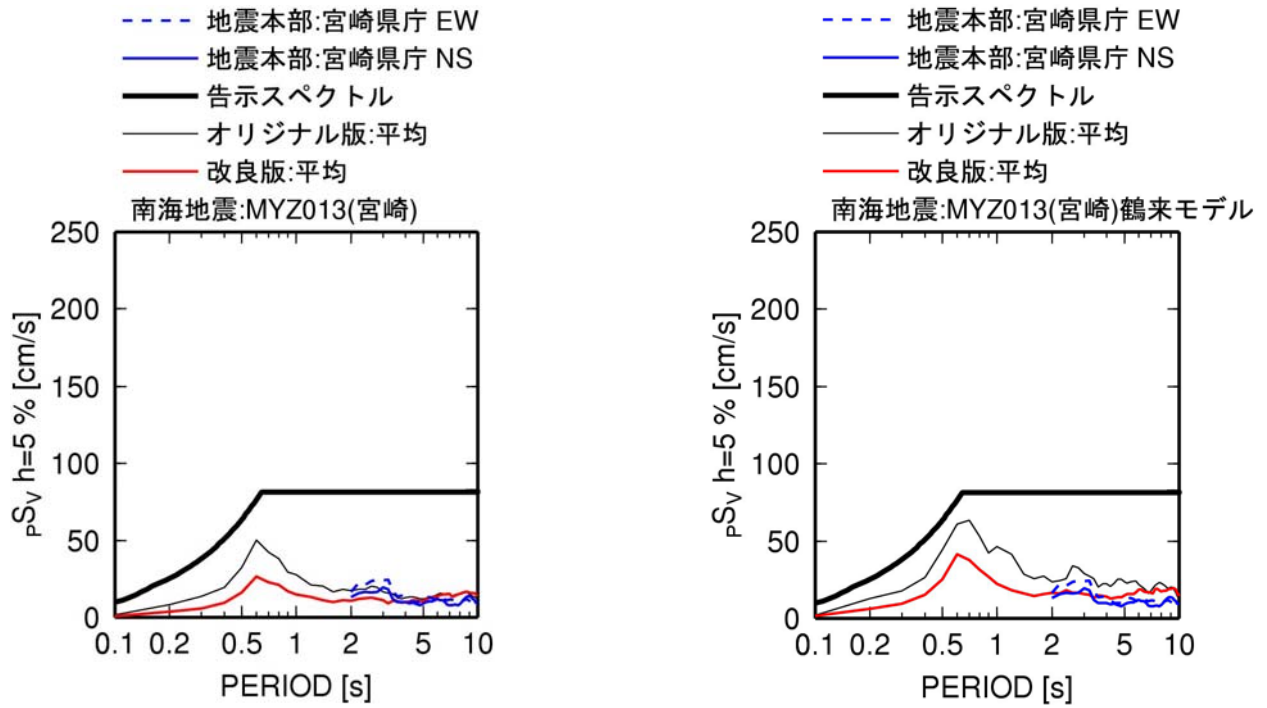 地震本部:宮崎県庁 EW
地震本部:宮崎県庁 NS
告示スペクトル
オリジナル版:平均
改良版:平均
南海地震:MYZ013(宮崎)
250
200
150
100
50
0
PSV h=5 % [cm/s]
0.1 0.2 0.5 1 2 5 10
PERIOD [s]
地震本部:宮崎県庁 EW
地震本部:宮崎県庁 NS
告示スペクトル
オリジナル版:平均
改良版:平均
南海地震:MYZ013(宮崎)鶴来モデル
250
200
150
100
50
0
PSV h=5 % [cm/s]
0.1 0.2 0.5 1 2 5 10
PERIOD [s]